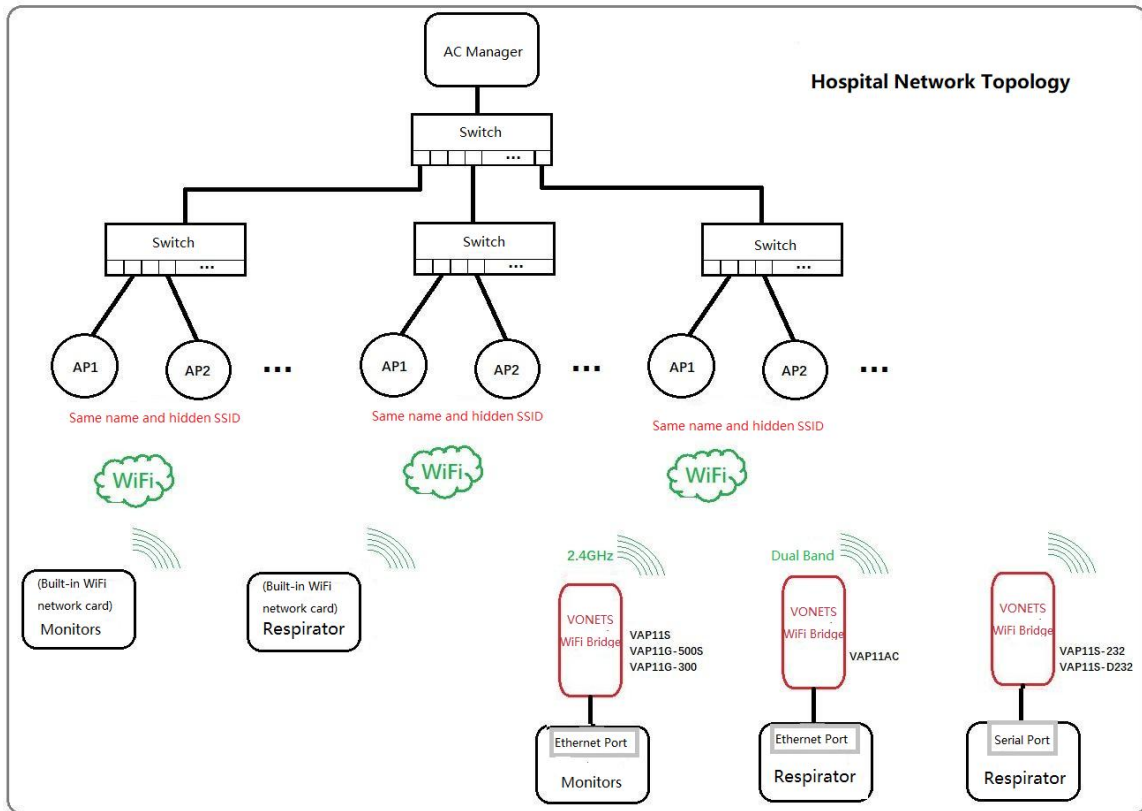 AC Manager
Hospital Network Topology
Switch
...
Switch
...
Switch
...
Switch
...
AP1
AP2
...
AP1
AP2
...
AP1
AP2
...
Same name and hidden SSID
Same name and hidden SSID
Same name and hidden SSID
WiFi
WiFi
WiFi
(Built-in WiFi
network card)
Monitors
(Built-in WiFi
network card)
Respirator
2.4GHz
VONETS
WiFi Bridge
VAP11S
VAP11G-500S
VAP11G-300
Ethernet Port
Monitors
Dual Band
VONETS
WiFi Bridge
VAP11AC
Ethernet Port
Respirator
VONETS
WiFi Bridge
VAP11S-232
VAP11S-D232
Serial Port
Respirator